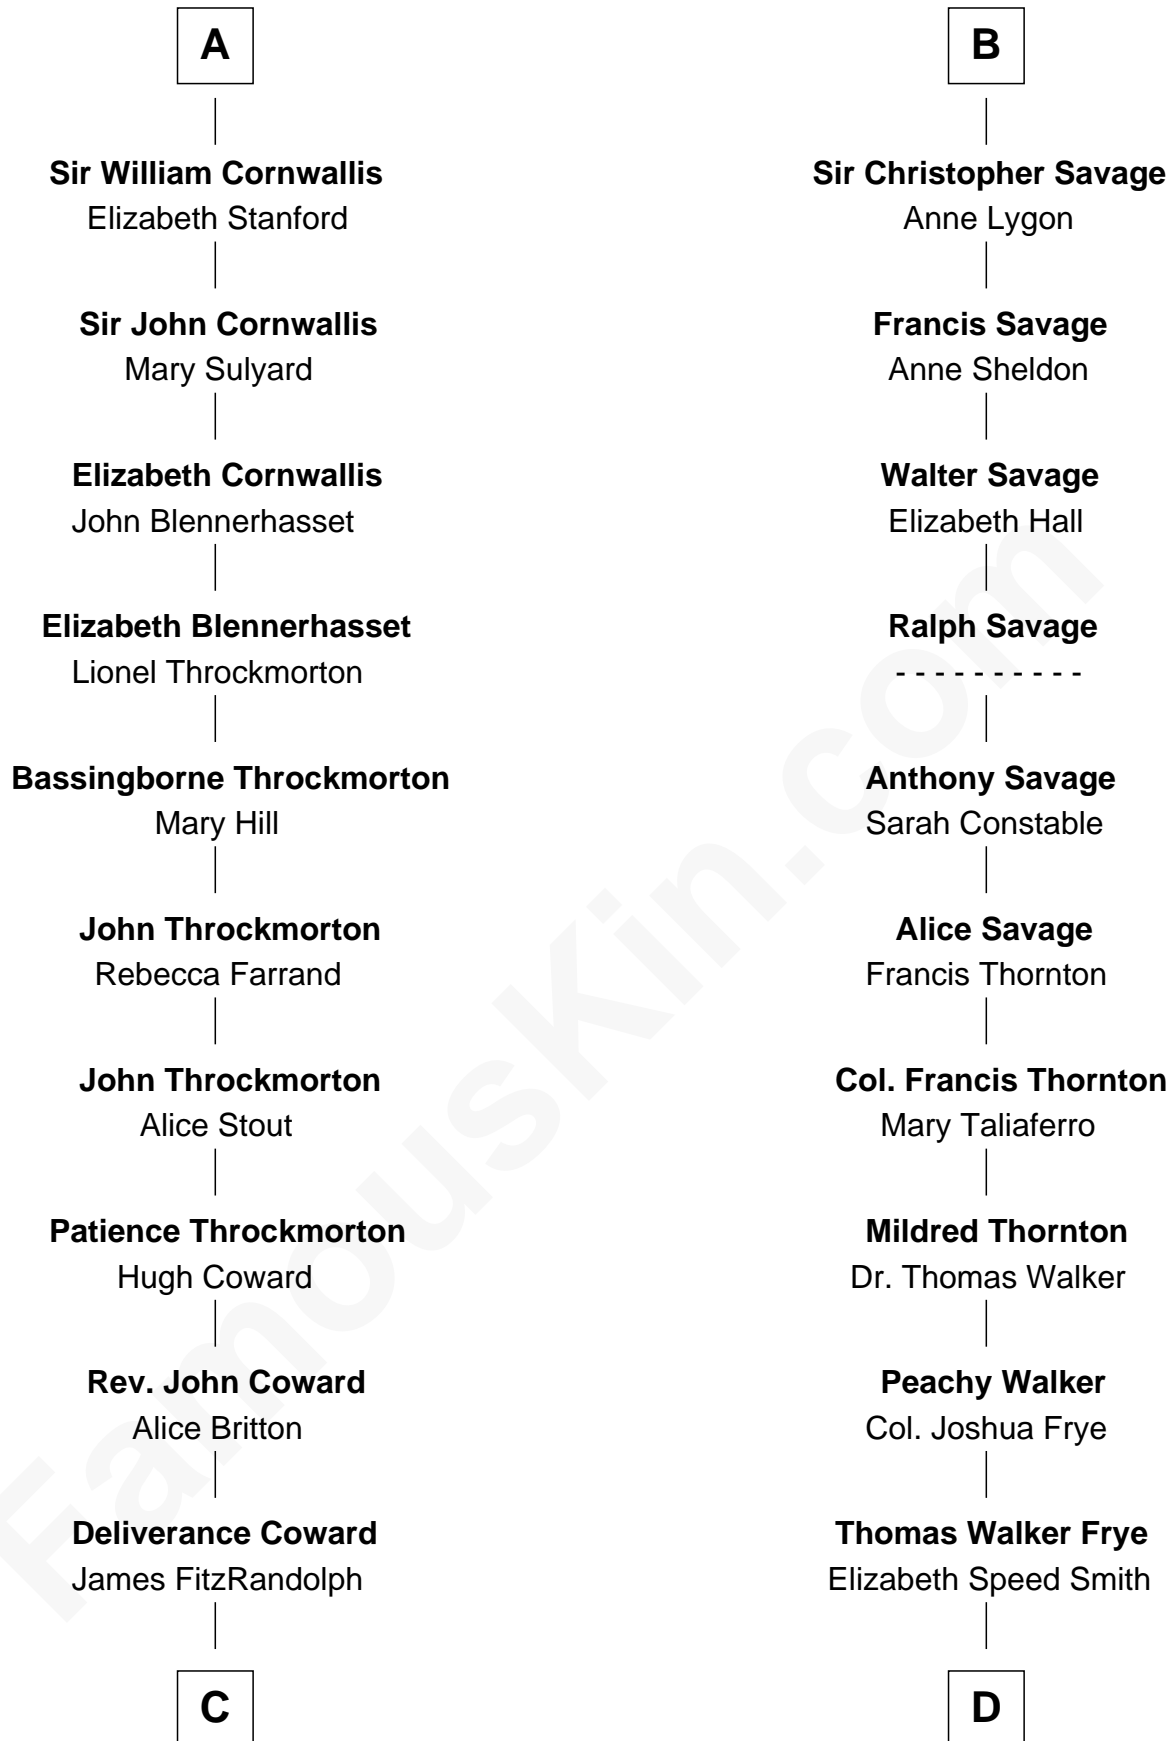 A
Sir William Cornwallis
Elizabeth Stanford
Sir John Cornwallis
Mary Sulyard
Elizabeth Cornwallis
John Blennerhasset
Elizabeth Blennerhasset
Lionel Throckmorton
Bassingborne Throckmorton
Mary Hill
John Throckmorton
Rebecca Farrand
John Throckmorton
Alice Stout
Patience Throckmorton
Hugh Coward
Rev. John Coward
Alice Britton
Deliverance Coward
James FitzRandolph
C
B
Sir Christopher Savage
Anne Lygon
Francis Savage
Anne Sheldon
Walter Savage
Elizabeth Hall
Ralph Savage
- - - - - - - - - -
Anthony Savage
Sarah Constable
Alice Savage
Francis Thornton
Col. Francis Thornton
Mary Taliaferro
Mildred Thornton
Dr. Thomas Walker
Peachy Walker
Col. Joshua Frye
Thomas Walker Frye
Elizabeth Speed Smith
D
FamousKin.com